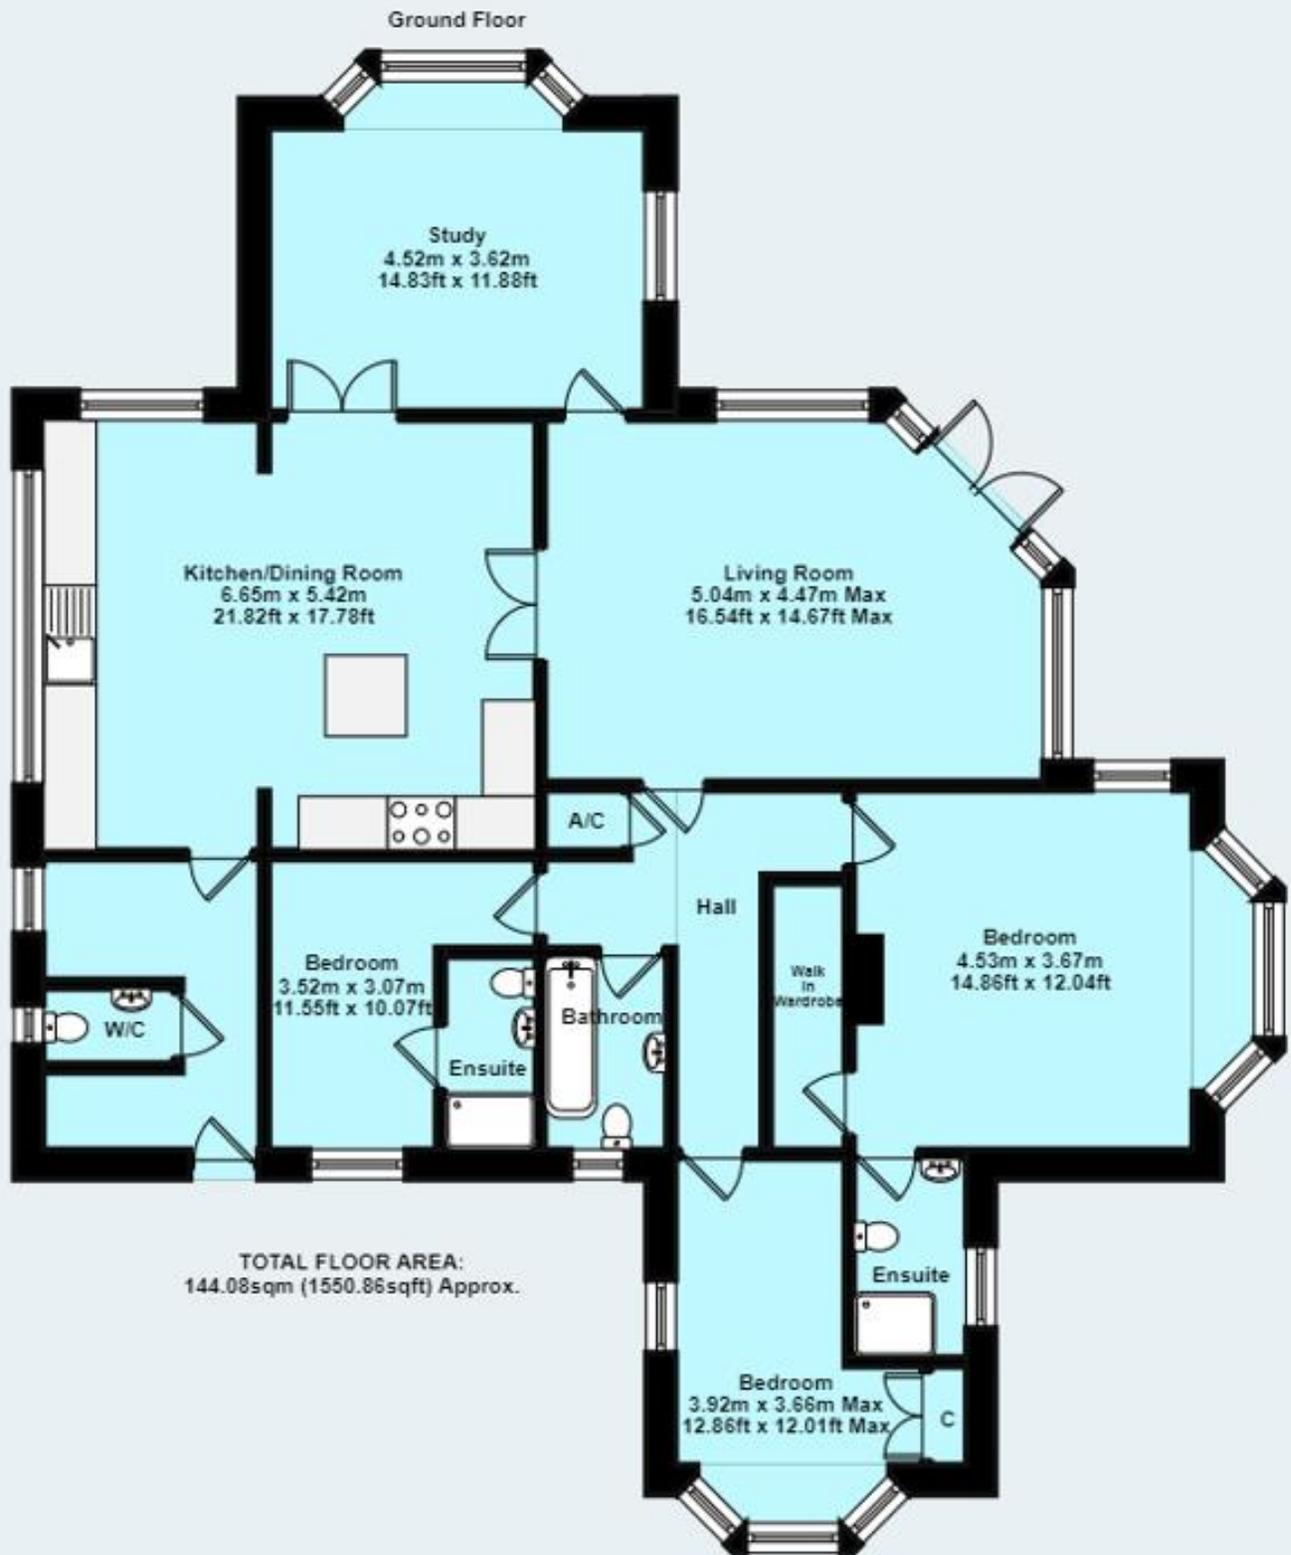 Ground Floor
Study
4.52m x 3.62m
14.83ft x 11.88ft
Kitchen/Dining Room
6.65m x 5.42m
21.82ft x 17.78ft
Living Room
5.04m x 4.47m Max
16.54ft x 14.67ft Max
A/C
Hall
Bedroom
4.53m x 3.67m
14.86ft x 12.04ft
Walk
In
Wardrobe
Bedroom
3.52m x 3.07m
11.55ft x 10.07ft
Bathroom
W/C
Ensuite
TOTAL FLOOR AREA:
144.08sqm (1550.86sqft) Approx.
Ensuite
Bedroom
3.92m x 3.66m Max
12.86ft x 12.01ft Max
C